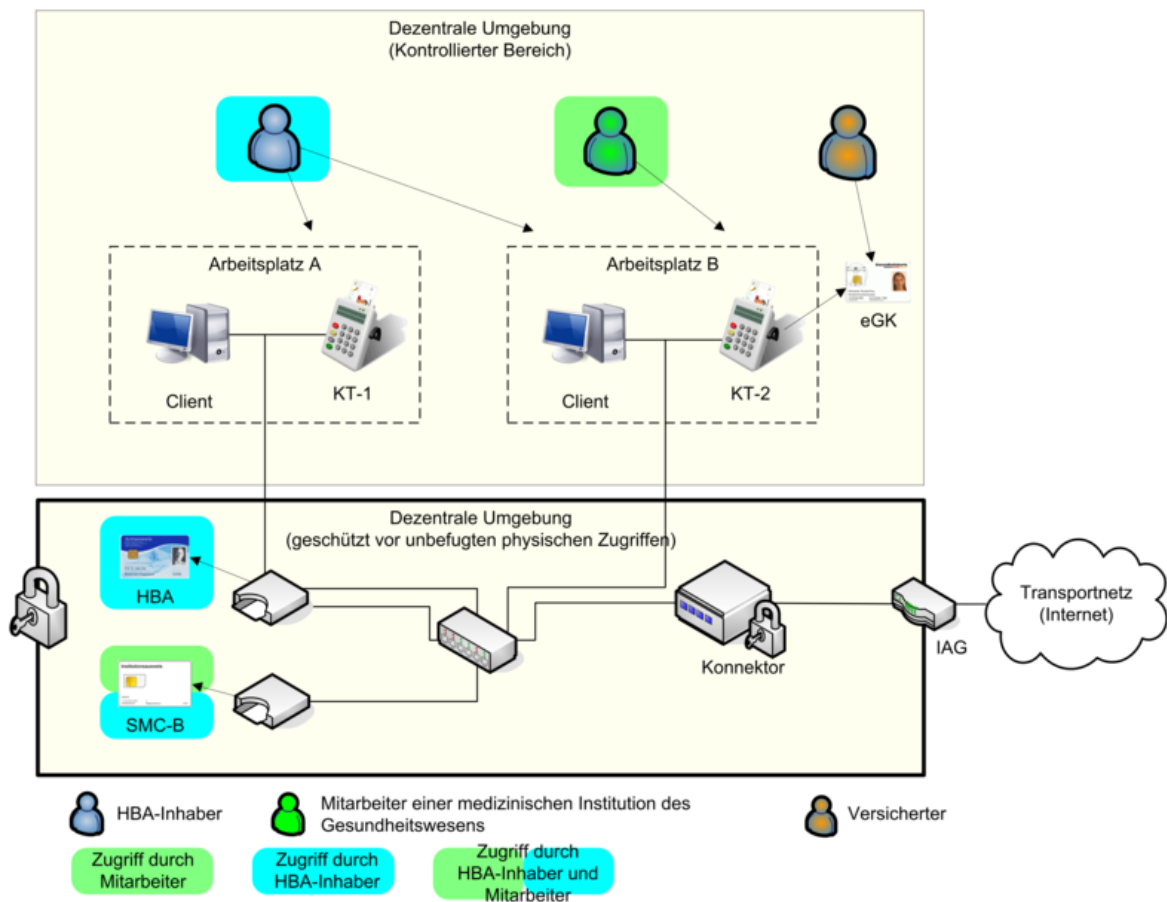 Dezentrale Umgebung
(Kontrollierter Bereich)
Arbeitsplatz A
Arbeitsplatz B
eGK
Client
KT-1
Client
KT-2
Dezentrale Umgebung
(geschützt vor unbefugten physischen Zugriffen)
HBA
Transportnetz
(Internet)
IAG
Konnektor
Institutionsausweis
SMC-B
HBA-Inhaber
Mitarbeiter einer medizinischen Institution des
Gesundheitswesens
Versicherter
Zugriff durch
Mitarbeiter
Zugriff durch
HBA-Inhaber
Zugriff durch
HBA-Inhaber und
Mitarbeiter